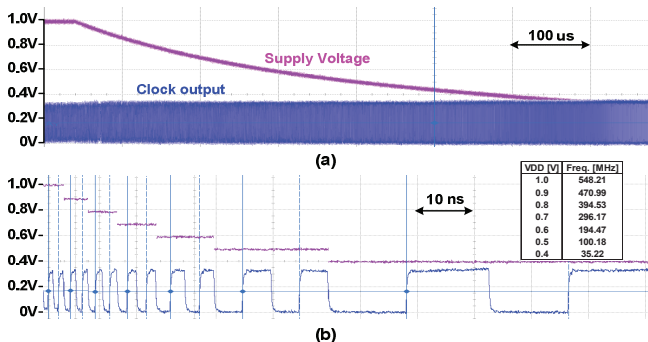 1.0V
0.8V
0.6V
0.4V
0.2V
0V
100 us
Supply Voltage
Clock output
(a)
1.0V
0.8V
0.6V
0.4V
0.2V
0V
10 ns
VDD [V] Freq. [MHz]
1.0 548.21
0.9 470.99
0.8 394.53
0.7 296.17
0.6 194.47
0.5 100.18
0.4 35.22
(b)